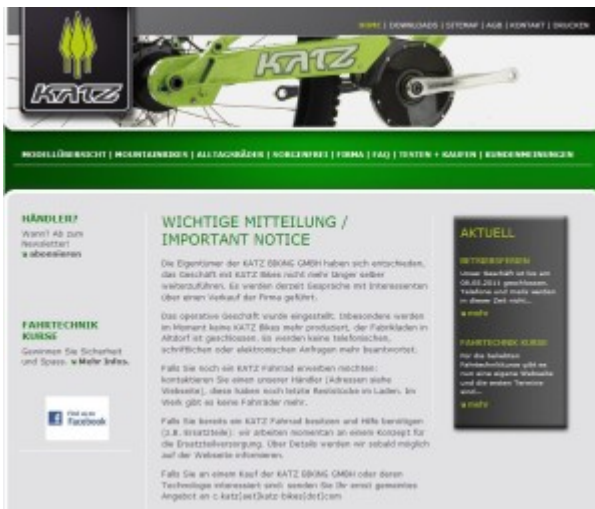 HOME | DOWNLOADS | SITEMAP | AGB | KONTAKT | DRUCKEN
KATZ
KATZ
MODELLÜBERSICHT | MOUNTAINBIKES | ALLTAGSRÄDER | SORGENFREI | FIRMA | FAQ | TESTEN + KAUFEN | KUNDENMEINUNGEN
HÄNDLER?
Wann? Ab zum
Newsletter!
abonnieren
FAHRTECHNIK
KURSE
Gewinnen Sie Sicherheit
und Spass. Mehr Infos.
Find us on
Facebook
WICHTIGE MITTEILUNG /
IMPORTANT NOTICE
Die Eigentümer der KATZ BIKING GMBH haben sich entschieden,
das Geschäft mit KATZ Bikes nicht mehr länger selber
weiterzuführen. Es werden derzeit Gespräche mit Interessenten
über einen Verkauf der Firma geführt.
Das operative Geschäft wurde eingestellt. Insbesondere werden
im Moment keine KATZ Bikes mehr produziert, der Fabrikladen in
Altdorf ist geschlossen. Es werden keine telefonischen,
schriftlichen oder elektronischen Anfragen mehr beantwortet.
Falls Sie noch ein KATZ Fahrrad erwerben möchten:
kontaktieren Sie einen unserer Händler (Adressen siehe
Webseite), diese haben noch letzte Reststücke im Laden. Im
Werk gibt es keine Fahrräder mehr.
Falls Sie bereits ein KATZ Fahrrad besitzen und Hilfe benötigen
(z.B. Ersatzteile): wir arbeiten momentan an einem Konzept für
die Ersatzteilversorgung. Über Details werden wir sobald möglich
auf der Webseite informieren.
Falls Sie an einem Kauf der KATZ BIKING GMBH oder deren
Technologie interessiert sind: senden Sie Ihr ernst gemeintes
Angebot an c.katz[aet]katz-bikes[dot]com
AKTUELL
BETRIEBSFERIEN
Unser Geschäft ist bis am
08.02.2011 geschlossen.
Telefone und mails werden
in dieser Zeit nicht...
mehr
FAHRTECHNIK KURSE
Für die beliebten
Fahrtechnikkurse gibt es
nun eine eigene Webseite
und die ersten Termine
sind...
mehr